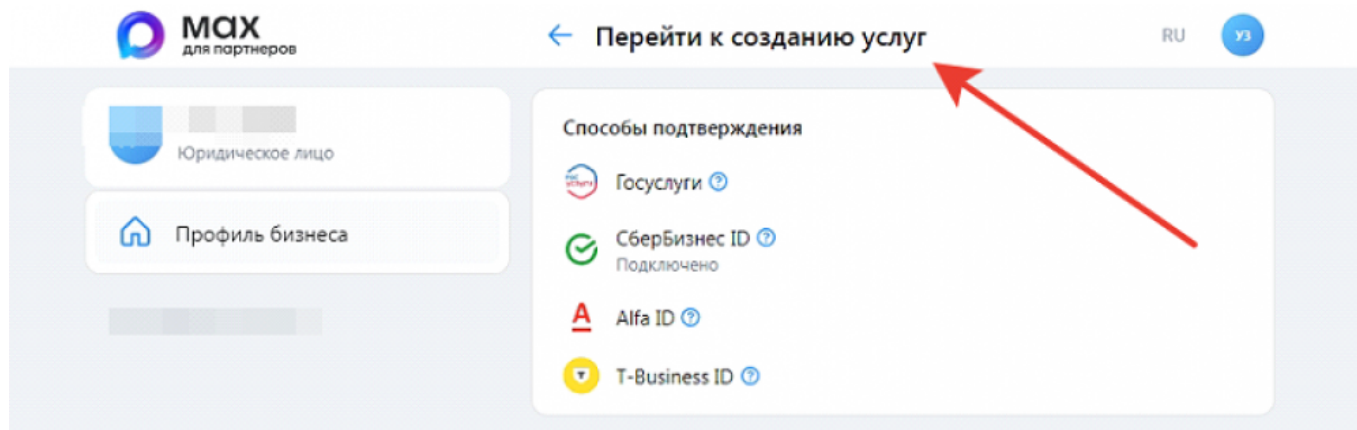 max
для партнеров
← Перейти к созданию услуг
RU
УЗ
Юридическое лицо
Профиль бизнеса
Способы подтверждения
Госуслуги
СберБизнес ID
Подключено
Alfa ID
T-Business ID